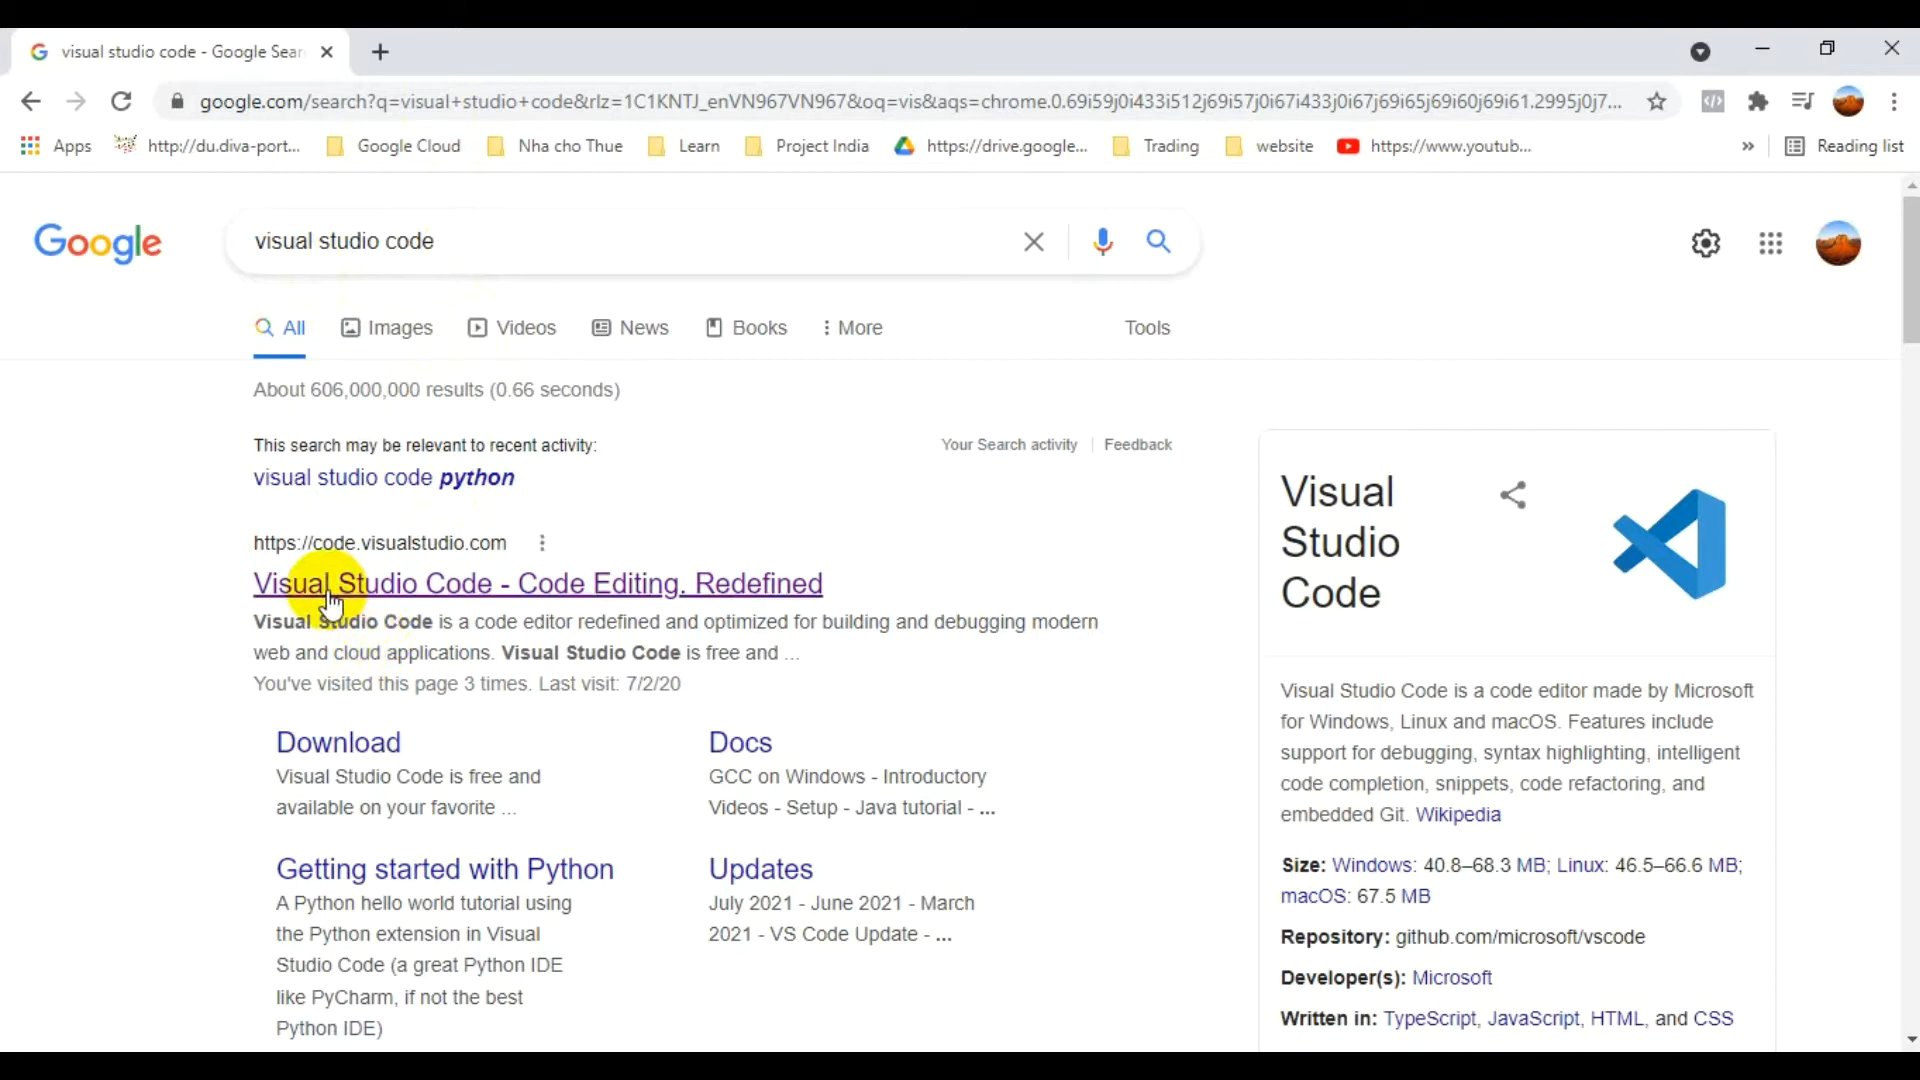 visual studio code - Google Sear
google.com/search?q=visual+studio+code&rlz=1C1KNTJ_enVN967VN967&oq=vis&aqs=chrome.0.69i59j0i433i512j69i57j0i67i433j0i67j69i65j69i60j69i61.2995j0j7...
Apps
http://du.diva-port...
Google Cloud
Nha cho Thue
Learn
Project India
https://drive.google...
Trading
website
https://www.youtub...
»
Reading list
Google
visual studio code
All
Images
Videos
News
Books
More
Tools
About 606,000,000 results (0.66 seconds)
This search may be relevant to recent activity:
Your Search activity
Feedback
visual studio code python
https://code.visualstudio.com
Visual Studio Code - Code Editing. Redefined
Visual Studio Code is a code editor redefined and optimized for building and debugging modern
web and cloud applications. Visual Studio Code is free and ...
You've visited this page 3 times. Last visit: 7/2/20
Download
Visual Studio Code is free and
available on your favorite ...
Docs
GCC on Windows - Introductory
Videos - Setup - Java tutorial - ...
Getting started with Python
A Python hello world tutorial using
the Python extension in Visual
Studio Code (a great Python IDE
like PyCharm, if not the best
Python IDE)
Updates
July 2021 - June 2021 - March
2021 - VS Code Update - ...
Visual
Studio
Code
Visual Studio Code is a code editor made by Microsoft
for Windows, Linux and macOS. Features include
support for debugging, syntax highlighting, intelligent
code completion, snippets, code refactoring, and
embedded Git. Wikipedia
Size: Windows: 40.8–68.3 MB; Linux: 46.5–66.6 MB;
macOS: 67.5 MB
Repository: github.com/microsoft/vscode
Developer(s): Microsoft
Written in: TypeScript, JavaScript, HTML, and CSS